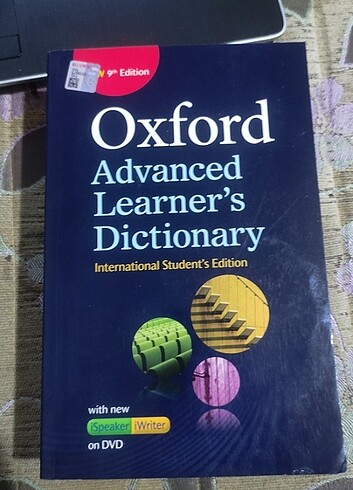 9th Edition
Oxford
Advanced
Learner's
Dictionary
International Student's Edition
with new
iSpeaker iWriter
on DVD